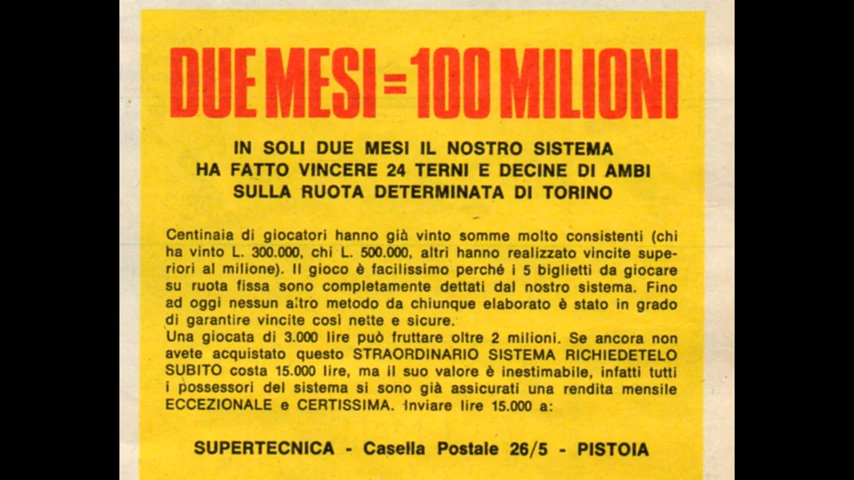 DUE MESI = 100 MILIONI
IN SOLI DUE MESI IL NOSTRO SISTEMA
HA FATTO VINCERE 24 TERNI E DECINE DI AMBI
SULLA RUOTA DETERMINATA DI TORINO
Centinaia di giocatori hanno già vinto somme molto consistenti (chi
ha vinto L. 300.000, chi L. 500.000, altri hanno realizzato vincite supe-
riori al milione). Il gioco è facilissimo perché i 5 biglietti da giocare
su ruota fissa sono completamente dettati dal nostro sistema. Fino
ad oggi nessun altro metodo da chiunque elaborato è stato in grado
di garantire vincite così nette e sicure.
Una giocata di 3.000 lire può fruttare oltre 2 milioni. Se ancora non
avete acquistato questo STRAORDINARIO SISTEMA RICHIEDETELO
SUBITO costa 15.000 lire, ma il suo valore è inestimabile, infatti tutti
i possessori del sistema si sono già assicurati una rendita mensile
ECCEZIONALE e CERTISSIMA. Inviare lire 15.000 a:
SUPERTECNICA - Casella Postale 26/5 - PISTOIA